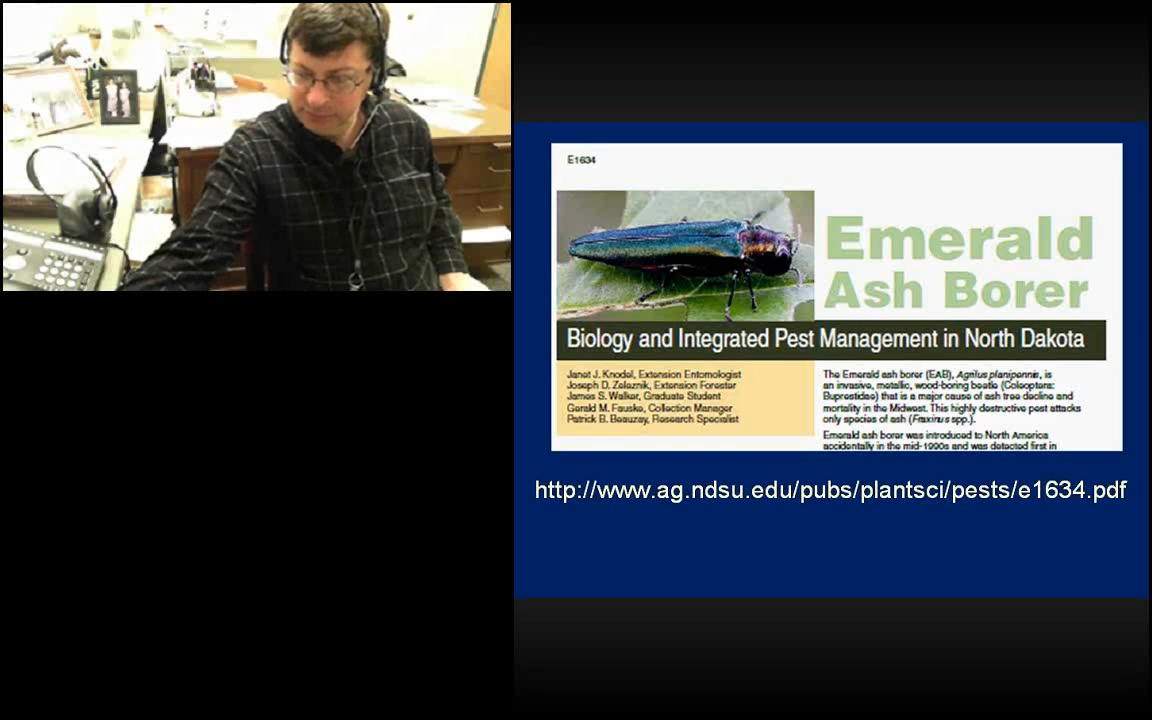 E1634
Emerald
Ash Borer
Biology and Integrated Pest Management in North Dakota
Janet J. Knodel, Extension Entomologist
Joseph D. Zeleznik, Extension Forester
James S. Walker, Graduate Student
Gerald M. Fauske, Collection Manager
Patrick B. Beauzay, Research Specialist
The Emerald ash borer (EAB), Agrilus planipennis, is
an invasive, metallic, wood-boring beetle (Coleoptera:
Buprestidae) that is a major cause of ash tree decline and
mortality in the Midwest. This highly destructive pest attacks
only species of ash (Fraxinus spp.).
Emerald ash borer was introduced to North America
accidentally in the mid-1990s and was detected first in
http://www.ag.ndsu.edu/pubs/plantsci/pests/e1634.pdf